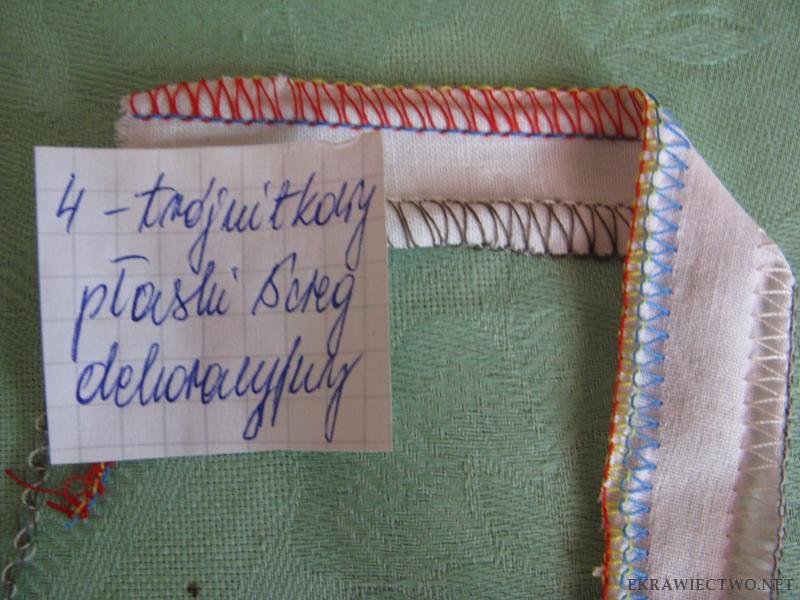 4 - trójnitkowy
płaski ścieg
dekoracyjny
EKRAWIECTWO.NET